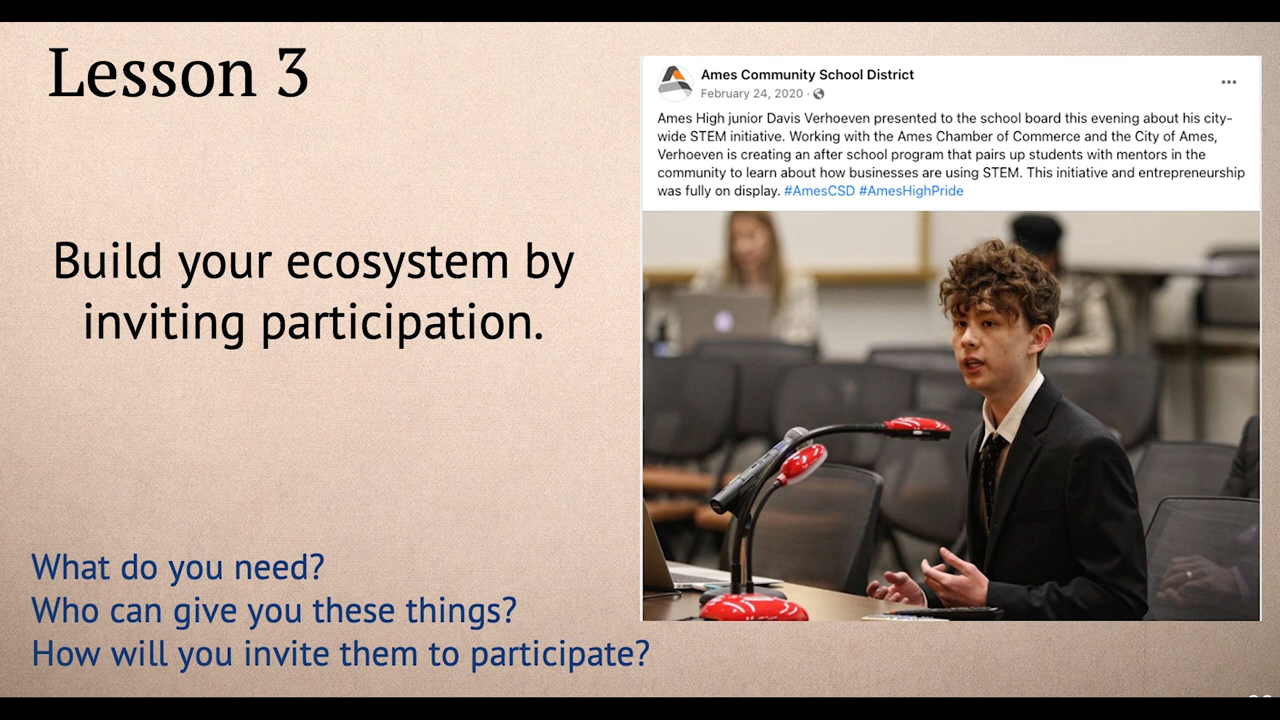 Lesson 3
Build your ecosystem by
inviting participation.
What do you need?
Who can give you these things?
How will you invite them to participate?
Ames Community School District
February 24, 2020 ·
Ames High junior Davis Verhoeven presented to the school board this evening about his city-
wide STEM initiative. Working with the Ames Chamber of Commerce and the City of Ames,
Verhoeven is creating an after school program that pairs up students with mentors in the
community to learn about how businesses are using STEM. This initiative and entrepreneurship
was fully on display. #AmesCSD #AmesHighPride